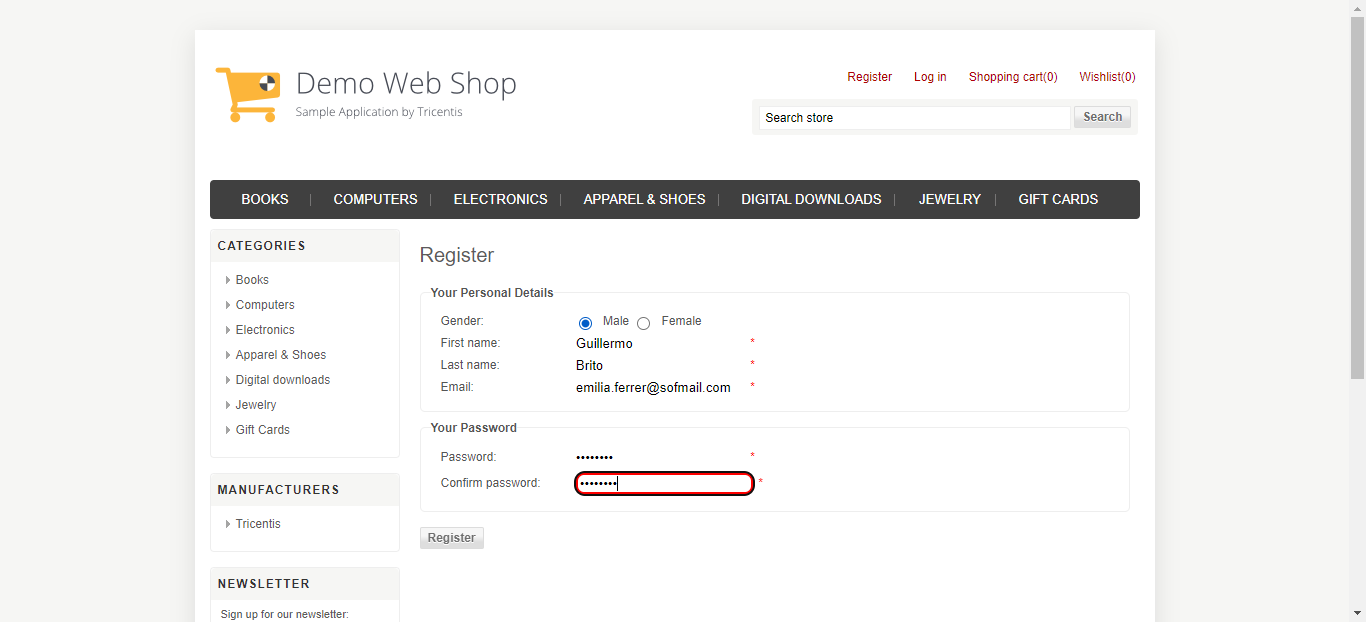 Demo Web Shop
Sample Application by Tricentis
Register Log in Shopping cart(0) Wishlist(0)
Search store Search
BOOKS COMPUTERS ELECTRONICS APPAREL & SHOES DIGITAL DOWNLOADS JEWELRY GIFT CARDS
CATEGORIES
Books
Computers
Electronics
Apparel & Shoes
Digital downloads
Jewelry
Gift Cards
MANUFACTURERS
Tricentis
NEWSLETTER
Sign up for our newsletter:
Register
Your Personal Details
Gender: Male Female
First name: Guillermo *
Last name: Brito *
Email: emilia.ferrer@sofmail.com *
Your Password
Password: •••••••• *
Confirm password: •••••••• *
Register